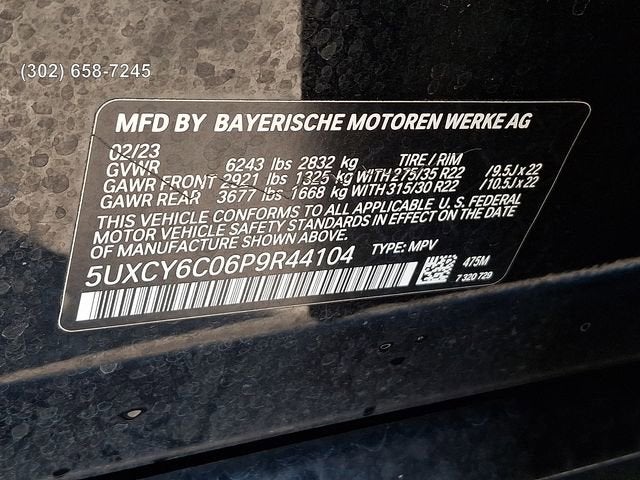 (302) 658-7245
MFD BY BAYERISCHE MOTOREN WERKE AG
02/23
GVWR 6243 lbs 2832 kg TIRE / RIM
GAWR FRONT 2921 lbs 1325 kg WITH 275/35 R22 / 9.5J x 22
GAWR REAR 3677 lbs 1668 kg WITH 315/30 R22 / 10.5J x 22
THIS VEHICLE CONFORMS TO ALL APPLICABLE U. S. FEDERAL
MOTOR VEHICLE SAFETY STANDARDS IN EFFECT ON THE DATE
OF MANUFACTURE SHOWN ABOVE.
TYPE: MPV
5UXCY6C06P9R44104
475M
7 320 729